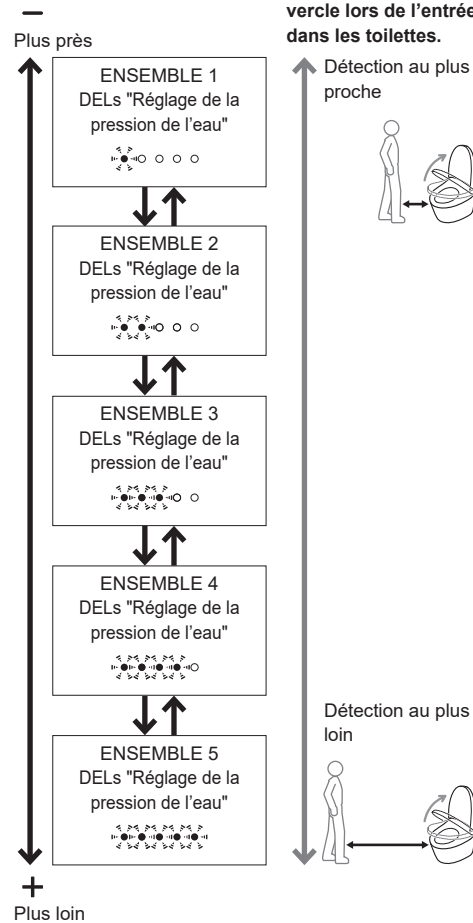 −
Plus près
ENSEMBLE 1
DELs "Réglage de la
pression de l’eau"
ENSEMBLE 2
DELs "Réglage de la
pression de l’eau"
ENSEMBLE 3
DELs "Réglage de la
pression de l’eau"
ENSEMBLE 4
DELs "Réglage de la
pression de l’eau"
ENSEMBLE 5
DELs "Réglage de la
pression de l’eau"
+
Plus loin
vercle lors de l’entrée
dans les toilettes.
Détection au plus
proche
Détection au plus
loin